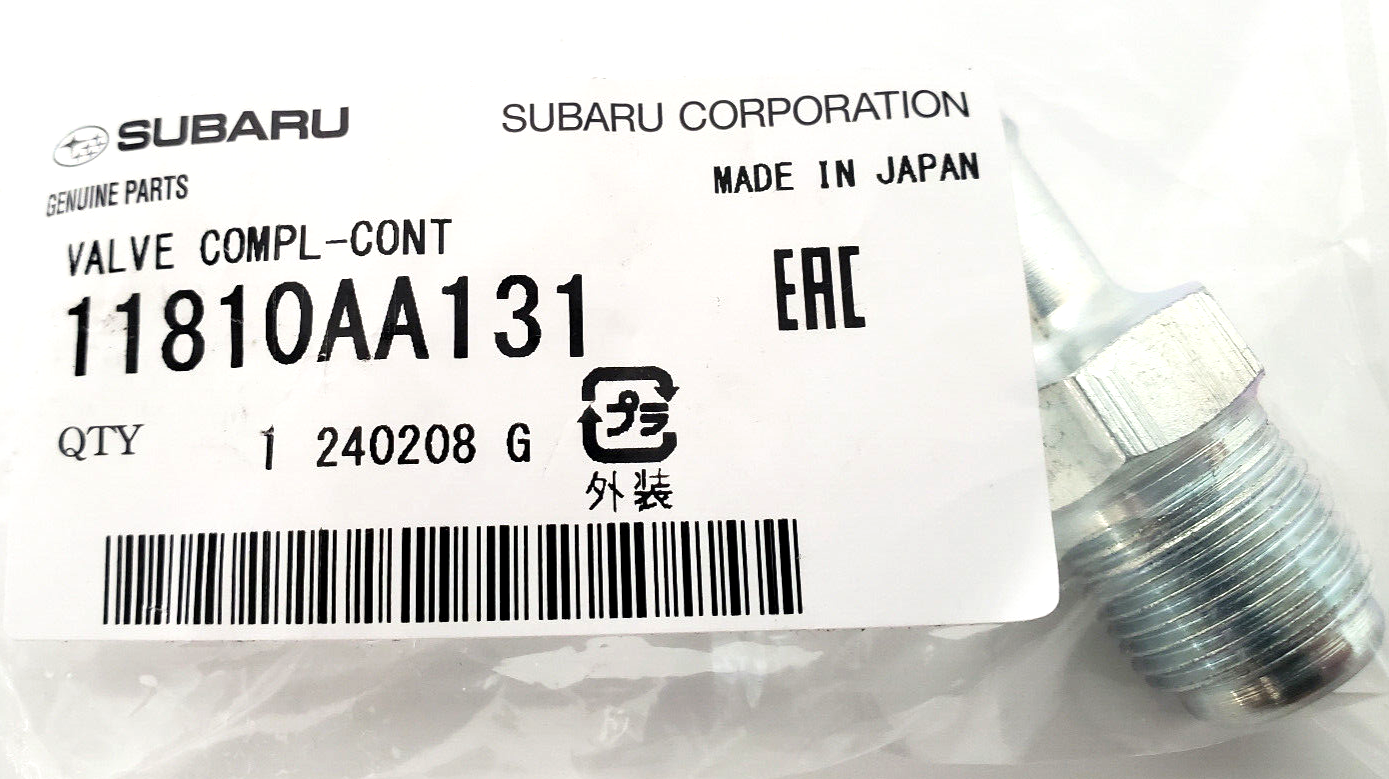 SUBARU
SUBARU CORPORATION
GENUINE PARTS
MADE IN JAPAN
VALVE COMPL-CONT
11810AA131
EAC
QTY 1 240208 G
プラ
外装